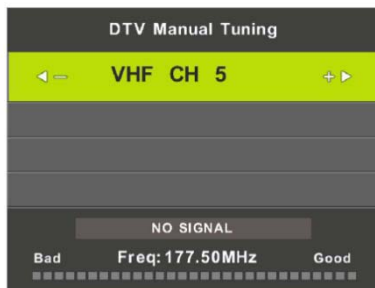 DTV Manual Tuning
VHF CH 5
NO SIGNAL
Bad Freq:177.50MHz Good